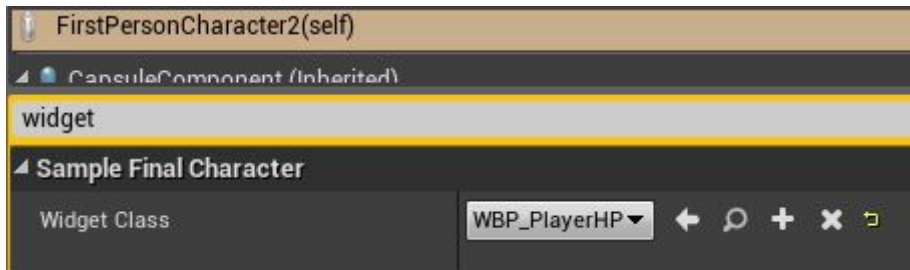 FirstPersonCharacter2(self)
CapsuleComponent (Inherited)
widget
Sample Final Character
Widget Class WBP_PlayerHP